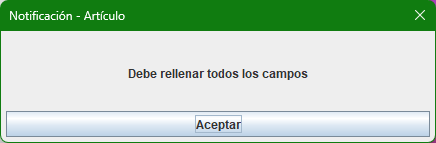 Notificación - Artículo
Debe rellenar todos los campos
Aceptar